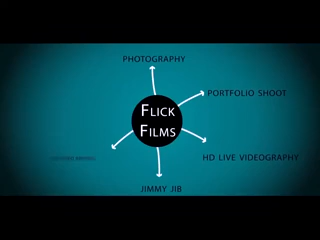 PHOTOGRAPHY
PORTFOLIO SHOOT
FLICK
FILMS
HD LIVE VIDEOGRAPHY
JIMMY JIB